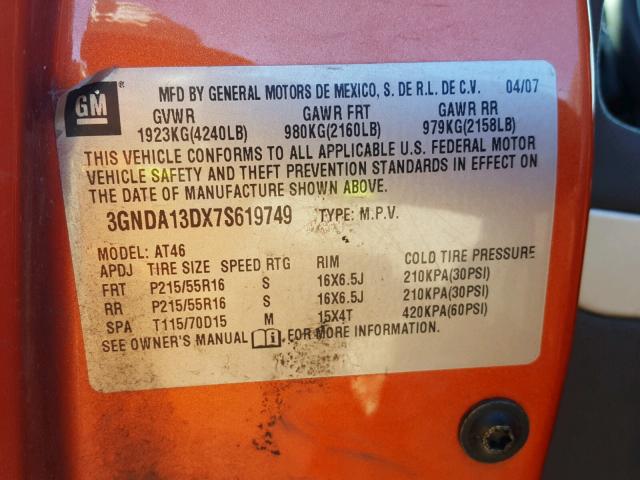 GM
MFD BY GENERAL MOTORS DE MEXICO, S. DE R.L. DE C.V. 04/07
GVWR GAWR FRT GAWR RR
1923KG(4240LB) 980KG(2160LB) 979KG(2158LB)
THIS VEHICLE CONFORMS TO ALL APPLICABLE U.S. FEDERAL MOTOR
VEHICLE SAFETY AND THEFT PREVENTION STANDARDS IN EFFECT ON
THE DATE OF MANUFACTURE SHOWN ABOVE.
3GNDA13DX7S619749 TYPE: M.P.V.
MODEL: AT46
APDJ TIRE SIZE SPEED RTG RIM COLD TIRE PRESSURE
FRT P215/55R16 S 16X6.5J 210KPA(30PSI)
RR P215/55R16 S 16X6.5J 210KPA(30PSI)
SPA T115/70D15 M 15X4T 420KPA(60PSI)
SEE OWNER'S MANUAL FOR MORE INFORMATION.